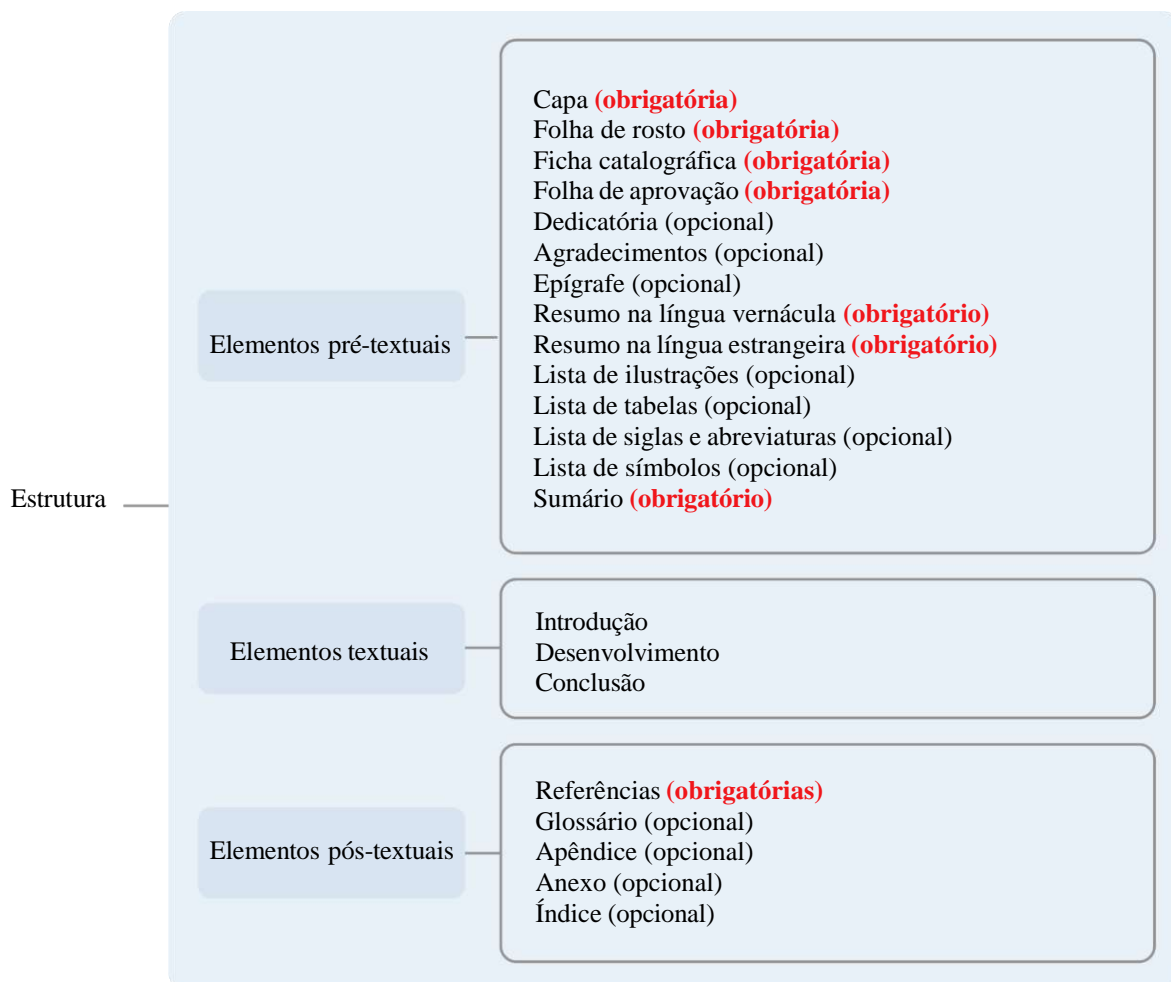 Estrutura
Elementos pré-textuais
Capa (obrigatória)
Folha de rosto (obrigatória)
Ficha catalográfica (obrigatória)
Folha de aprovação (obrigatória)
Dedicatória (opcional)
Agradecimentos (opcional)
Epígrafe (opcional)
Resumo na língua vernácula (obrigatório)
Resumo na língua estrangeira (obrigatório)
Lista de ilustrações (opcional)
Lista de tabelas (opcional)
Lista de siglas e abreviaturas (opcional)
Lista de símbolos (opcional)
Sumário (obrigatório)
Elementos textuais
Introdução
Desenvolvimento
Conclusão
Elementos pós-textuais
Referências (obrigatórias)
Glossário (opcional)
Apêndice (opcional)
Anexo (opcional)
Índice (opcional)